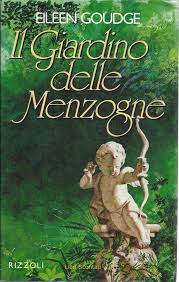 EILEEN GOUDGE
Il Giardino
delle
Menzogne
RIZZOLI